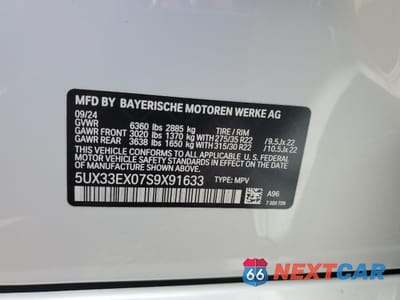 MFD BY BAYERISCHE MOTOREN WERKE AG
09/24
GVWR 6360 lbs 2885 kg TIRE / RIM
GAWR FRONT 3020 lbs 1370 kg 275/35 R22 / 9.5Jx22
GAWR REAR 3638 lbs 1650 kg 315/30 R22 / 10.5Jx22
THIS VEHICLE CONFORMS TO ALL APPLICABLE
U.S. FEDERAL MOTOR VEHICLE SAFETY
STANDARDS IN EFFECT ON THE DATE
OF MANUFACTURE SHOWN ABOVE.
5UX33EX07S9X91633 TYPE: MPV
A96
7 320 729
66 NEXTCAR